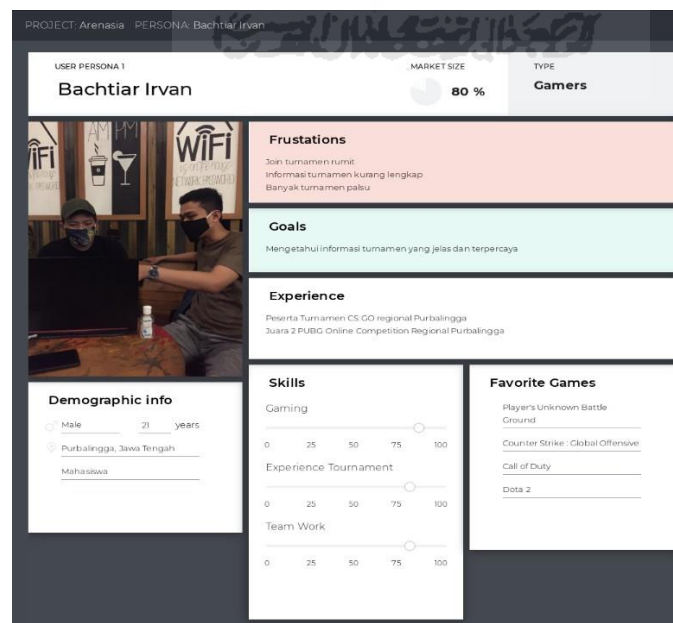 PROJECT: Arenasia PERSONA: Bachtiar Irvan
USER PERSONA 1
Bachtiar Irvan
MARKET SIZE
80 %
TYPE
Gamers
AM PM
WiFi
WiFi
Frustations
Join turnamen rumit
Informasi turnamen kurang lengkap
Banyak turnamen palsu
Goals
Mengetahui informasi turnamen yang jelas dan terpercaya
Experience
Peserta Turnamen CS:GO regional Purbalingga
Juara 2 PUBG Online Competition Regional Purbalingga
Demographic info
Male 21 years
Purbalingga, Jawa Tengah
Mahasiswa
Skills
Gaming
0 25 50 75 100
Experience Tournament
0 25 50 75 100
Team Work
0 25 50 75 100
Favorite Games
Player's Unknown Battle
Ground
Counter Strike : Global Offensive
Call of Duty
Dota 2